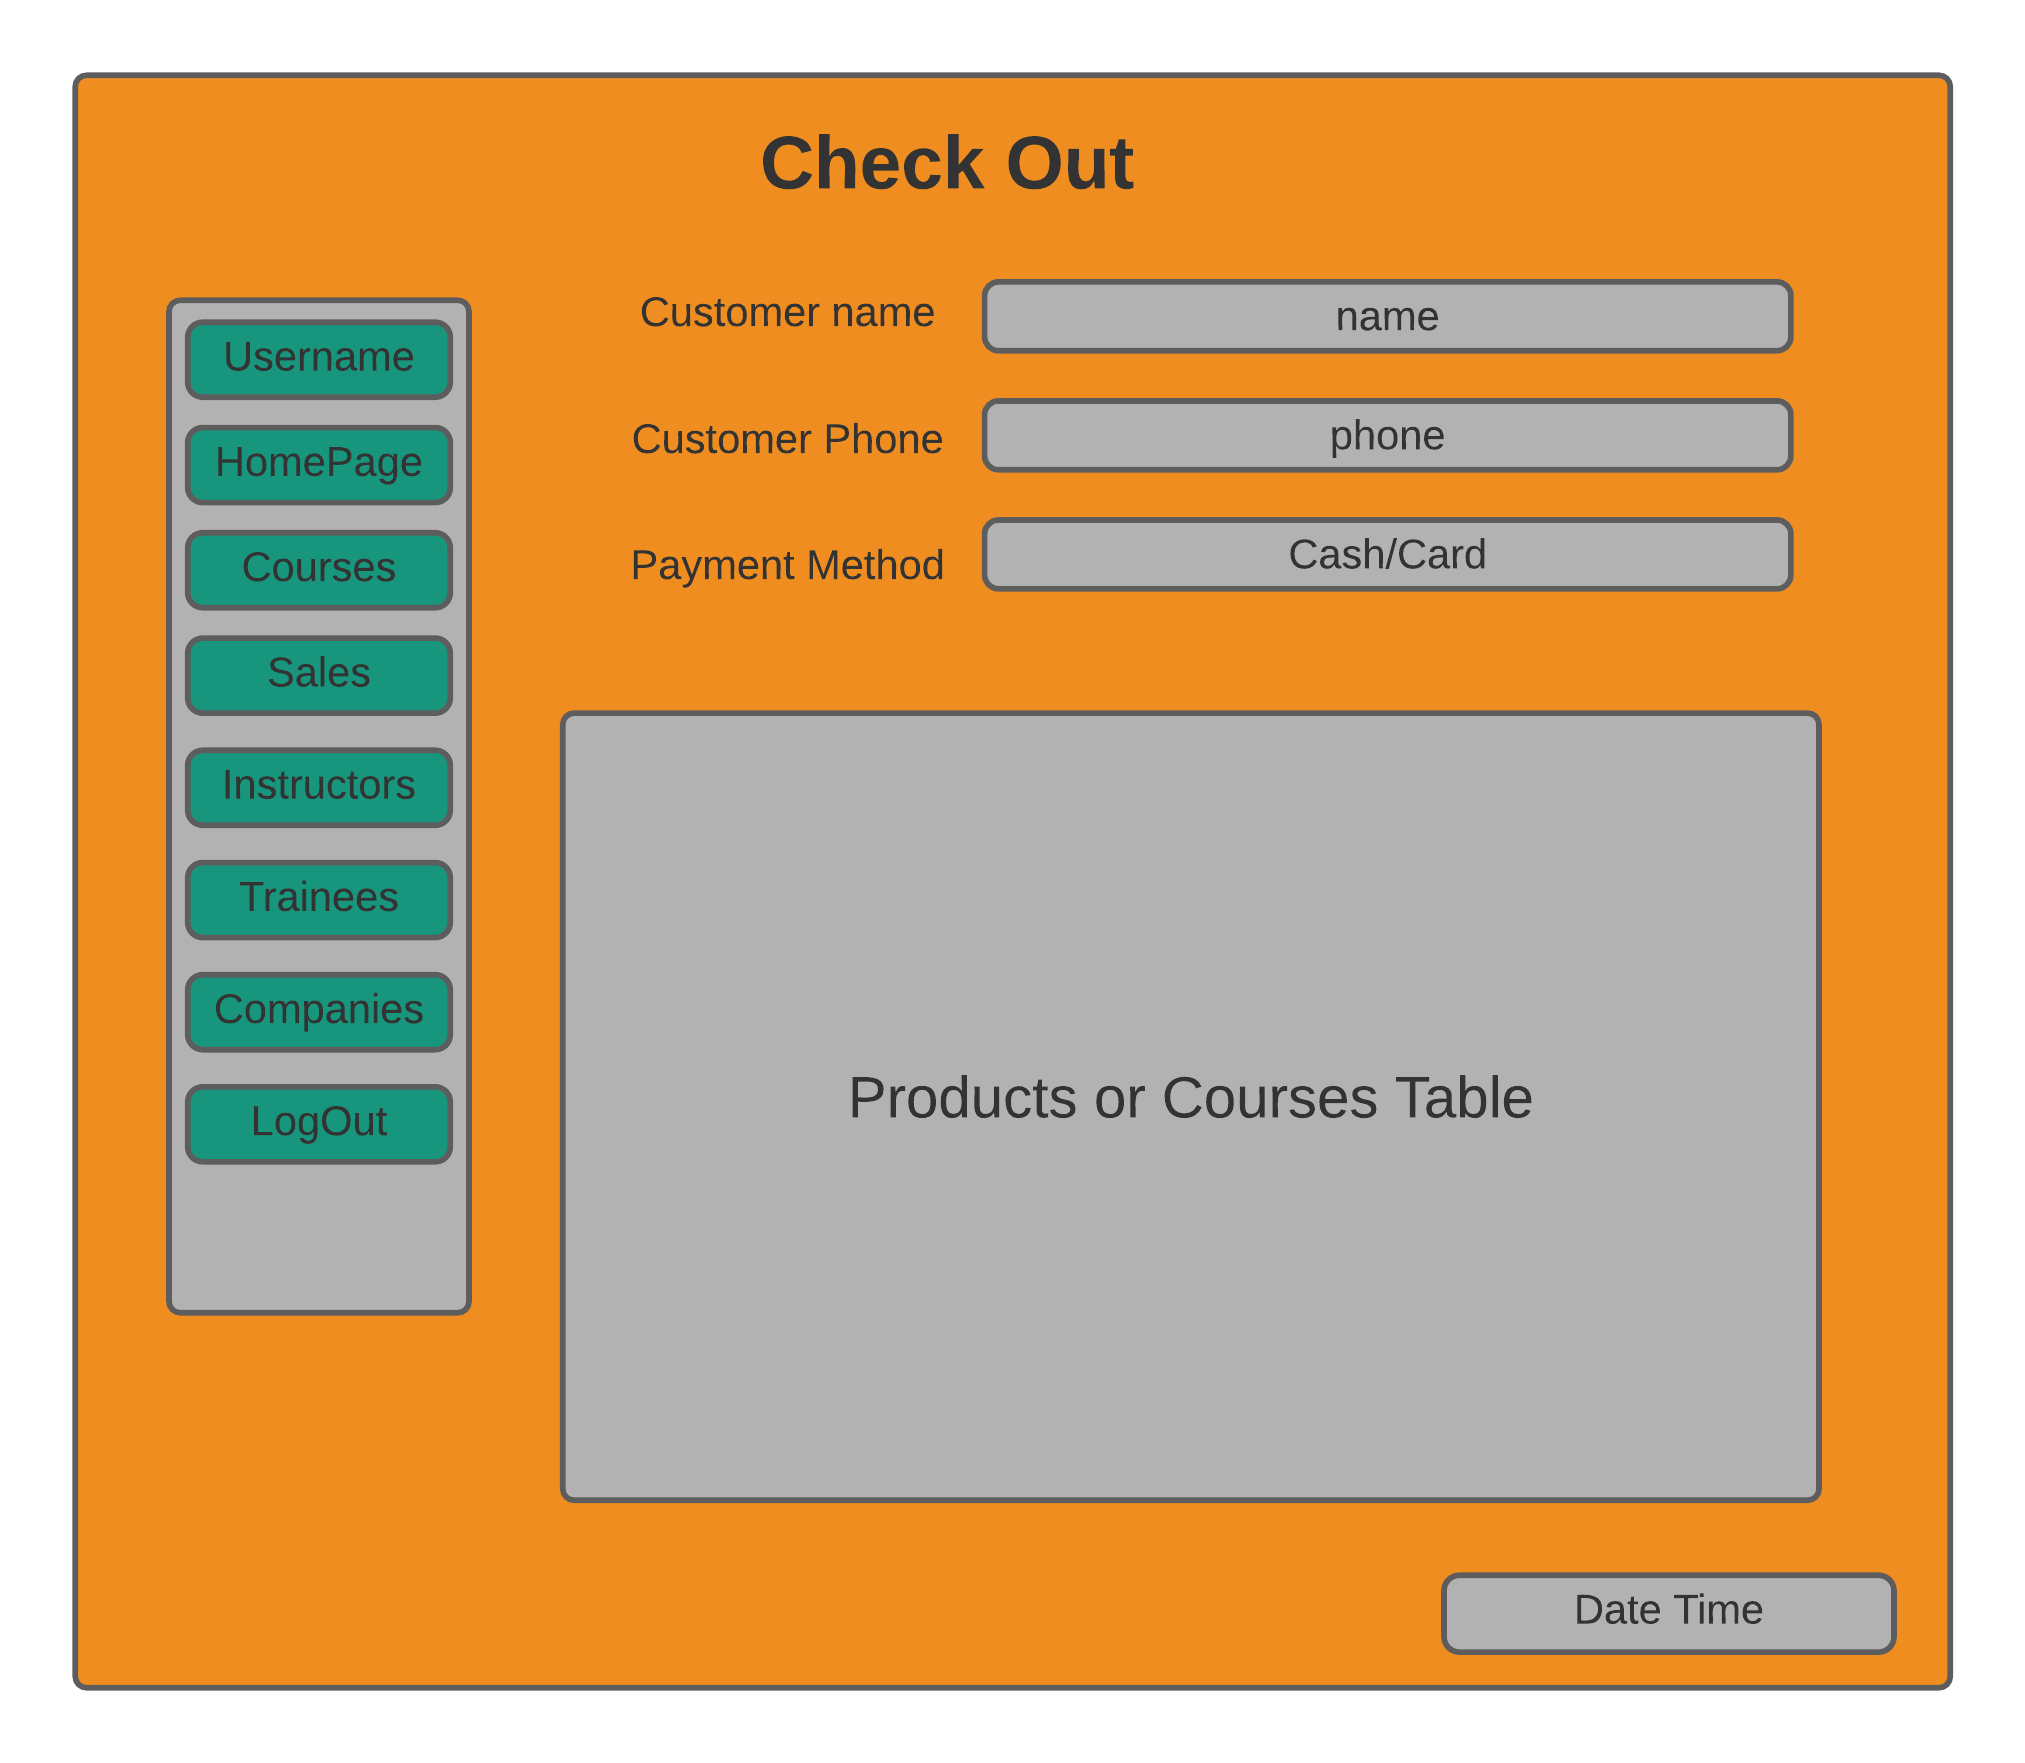 Check Out
Customer name
name
Customer Phone
phone
Payment Method
Cash/Card
Username
HomePage
Courses
Sales
Instructors
Trainees
Companies
LogOut
Products or Courses Table
Date Time